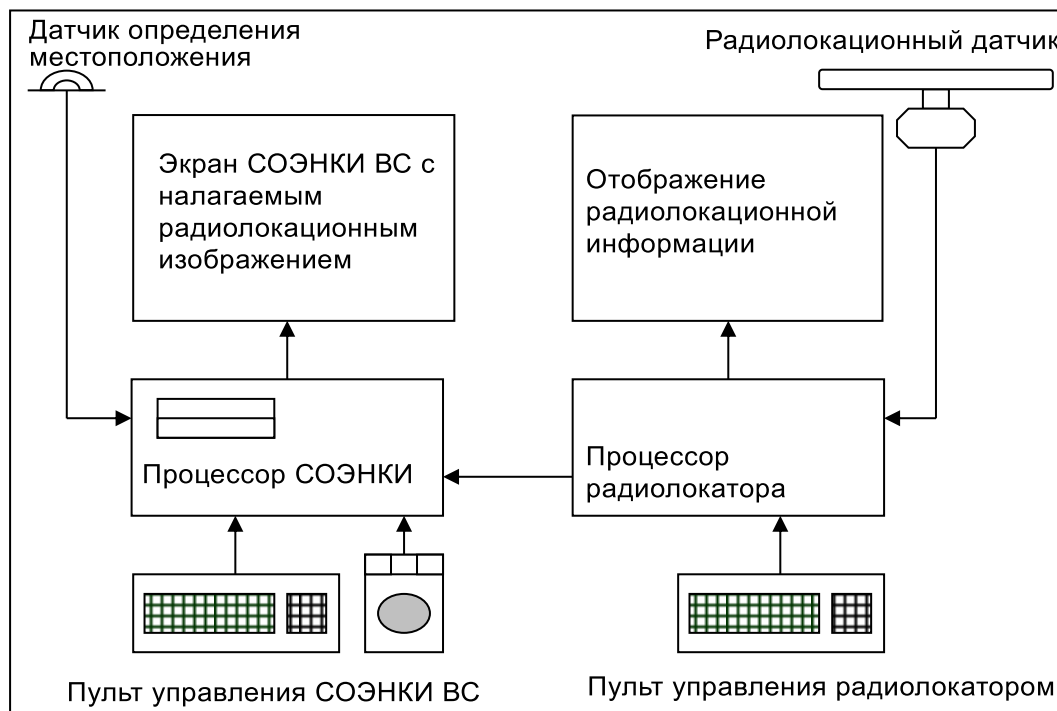 Датчик определения
местоположения
Радиолокационный датчик
Экран СОЭНКИ ВС с
налагаемым
радиолокационным
изображением
Отображение
радиолокационной
информации
Процессор СОЭНКИ
Процессор
радиолокатора
Пульт управления СОЭНКИ ВС
Пульт управления радиолокатором